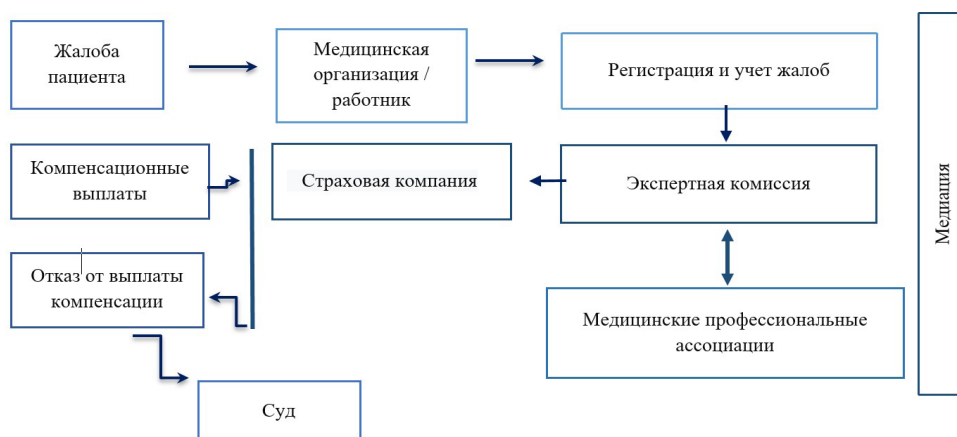 Жалоба
пациента
Медицинская
организация /
работник
Регистрация и учет жалоб
Компенсационные
выплаты
Страховая компания
Экспертная комиссия
Медиация
Отказ от выплаты
компенсации
Медицинские профессиональные
ассоциации
Суд